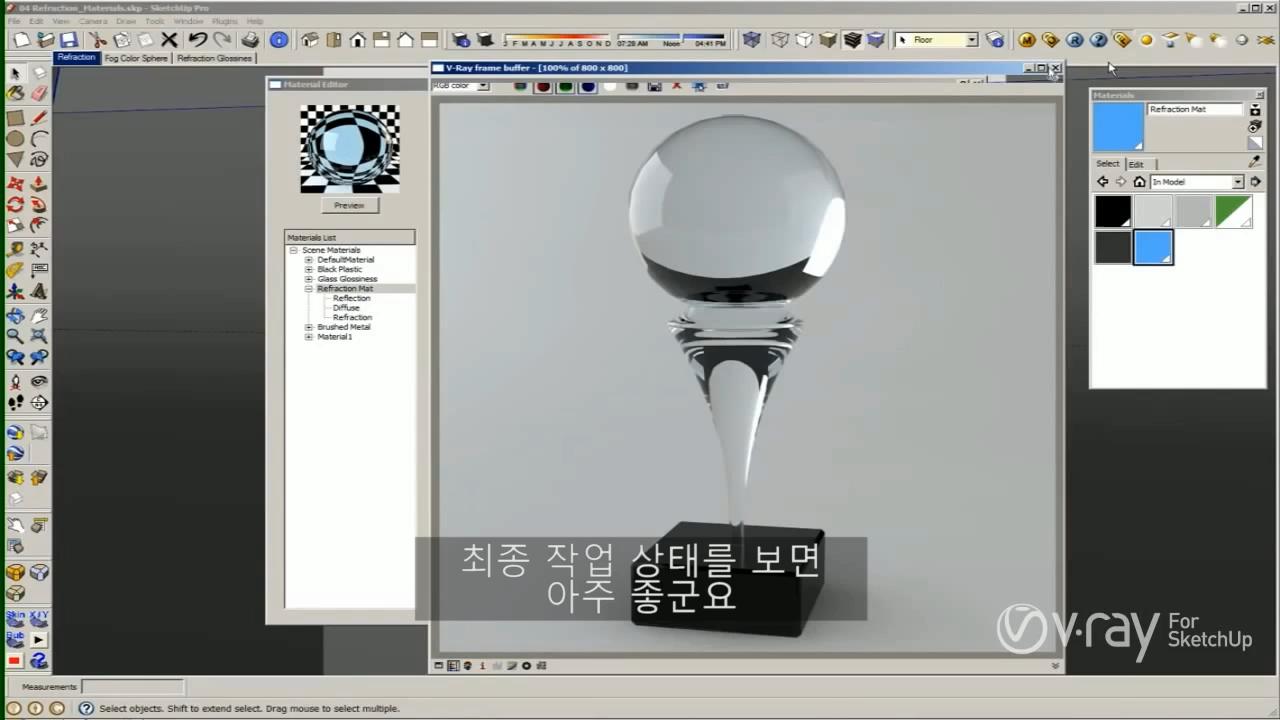 04 Refraction_Materials.skp - SketchUp Pro
File Edit View Camera Draw Tools Window Plugins Help
J F M A M J J A S O N D 07:28 AM Noon 04:41 PM
Floor
Refraction Fog Color Sphere Refraction Glossines
V-Ray frame buffer - [100% of 800 x 800]
RGB color
Material Editor
Preview
Materials List
Scene Materials
DefaultMaterial
Black Plastic
Glass Glossiness
Refraction Mat
Reflection
Diffuse
Refraction
Brushed Metal
Material1
Materials
Refraction Mat
Select Edit
In Model
최종 작업 상태를 보면
아주 좋군요
v·ray For
SketchUp
Skin X/Y
Bub
Measurements
Select objects. Shift to extend select. Drag mouse to select multiple.